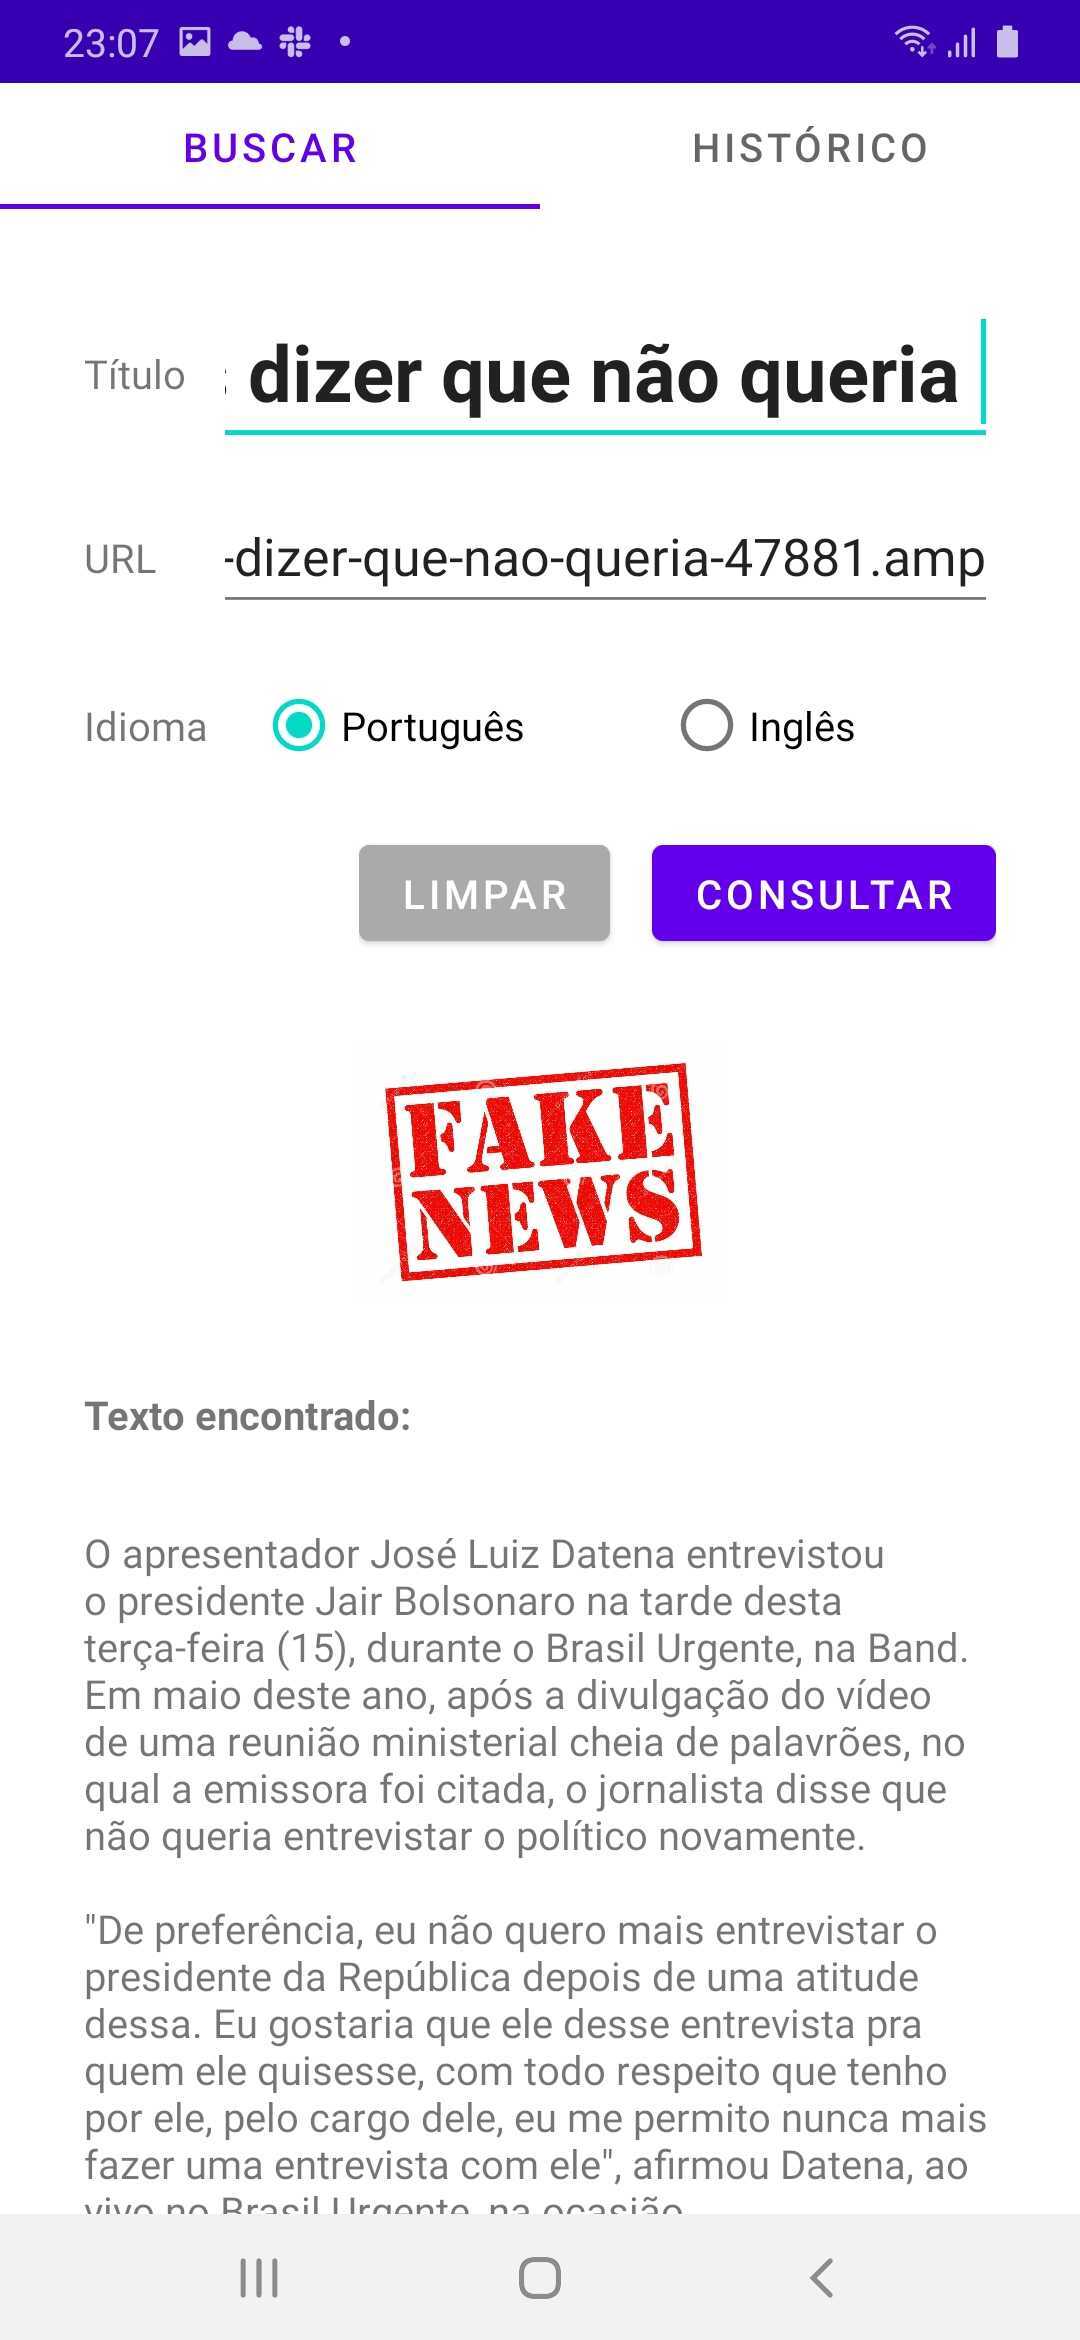 23:07
BUSCAR
HISTÓRICO
Título
dizer que não queria
URL
-dizer-que-nao-queria-47881.amp
Idioma
Português
Inglês
LIMPAR
CONSULTAR
FAKE
NEWS
Texto encontrado:
O apresentador José Luiz Datena entrevistou
o presidente Jair Bolsonaro na tarde desta
terça-feira (15), durante o Brasil Urgente, na Band.
Em maio deste ano, após a divulgação do vídeo
de uma reunião ministerial cheia de palavrões, no
qual a emissora foi citada, o jornalista disse que
não queria entrevistar o político novamente.
"De preferência, eu não quero mais entrevistar o
presidente da República depois de uma atitude
dessa. Eu gostaria que ele desse entrevista pra
quem ele quisesse, com todo respeito que tenho
por ele, pelo cargo dele, eu me permito nunca mais
fazer uma entrevista com ele", afirmou Datena, ao
vivo no Brasil Urgente, na ocasião